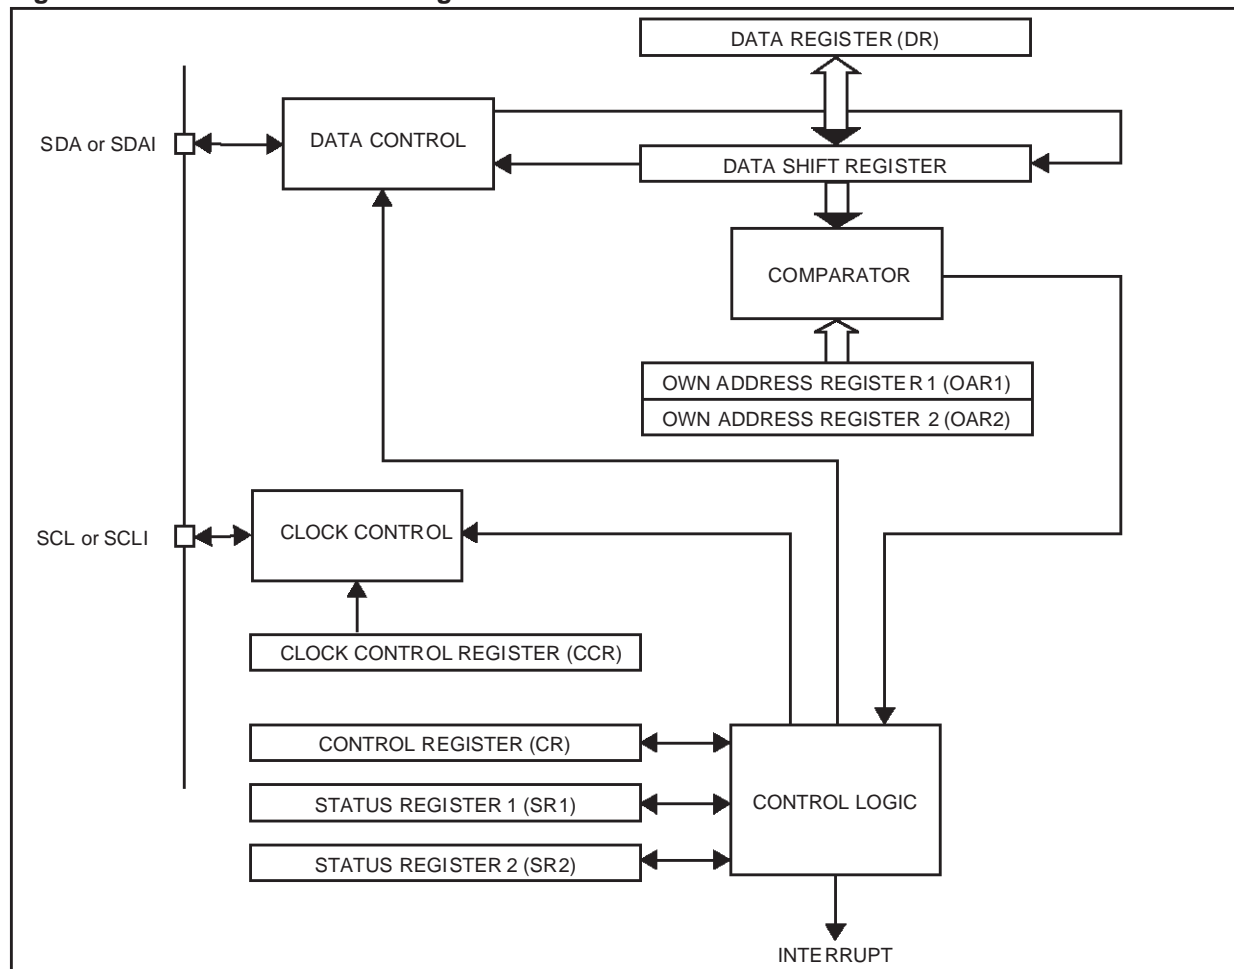 DATA REGISTER (DR)
SDA or SDAI
DATA CONTROL
DATA SHIFT REGISTER
COMPARATOR
OWN ADDRESS REGISTER 1 (OAR1)
OWN ADDRESS REGISTER 2 (OAR2)
SCL or SCLI
CLOCK CONTROL
CLOCK CONTROL REGISTER (CCR)
CONTROL REGISTER (CR)
STATUS REGISTER 1 (SR1)
CONTROL LOGIC
STATUS REGISTER 2 (SR2)
INTERRUPT